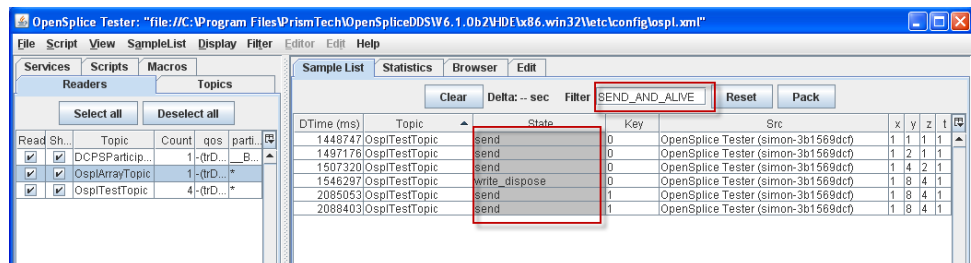 OpenSplice Tester: "file://C:\Program Files\PrismTech\OpenSpliceDDS\V6.1.0b2\HDE\x86.win32\\etc\config\ospl.xml"
File Script View SampleList Display Filter Editor Edit Help
Services Scripts Macros
Readers Topics
Select all Deselect all
Read Sh... Topic Count qos parti...
DCPSParticip... 1 -(trD... __B...
OsplArrayTopic 1 -(trD... *
OsplTestTopic 4 -(trD... *
Sample List Statistics Browser Edit
Clear Delta: -- sec Filter SEND_AND_ALIVE Reset Pack
DTime (ms) Topic State Key Src x y z t
1448747 OsplTestTopic send 0 OpenSplice Tester (simon-3b1569dcf) 1 1 1 1
1497176 OsplTestTopic send 0 OpenSplice Tester (simon-3b1569dcf) 1 2 1 1
1507320 OsplTestTopic send 0 OpenSplice Tester (simon-3b1569dcf) 1 4 2 1
1546297 OsplTestTopic write_dispose 0 OpenSplice Tester (simon-3b1569dcf) 1 8 4 1
2085053 OsplTestTopic send 1 OpenSplice Tester (simon-3b1569dcf) 1 8 4 1
2088403 OsplTestTopic send 1 OpenSplice Tester (simon-3b1569dcf) 1 8 4 1